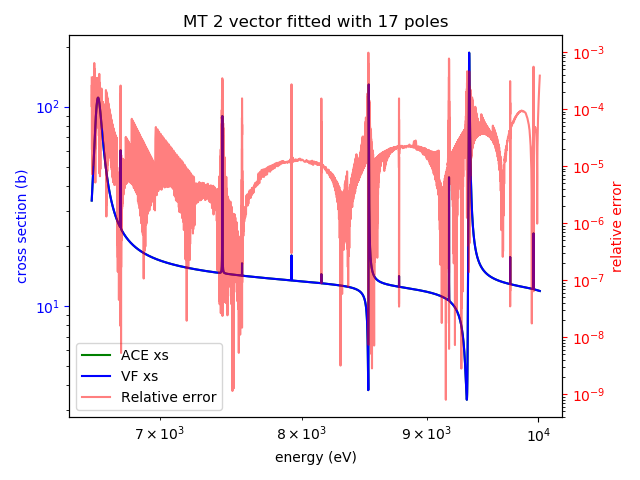 MT 2 vector fitted with 17 poles
cross section (b)
10²
10¹
ACE xs
VF xs
Relative error
7 × 10³
8 × 10³
9 × 10³
10⁴
energy (eV)
10⁻³
10⁻⁴
10⁻⁵
10⁻⁶
10⁻⁷
10⁻⁸
10⁻⁹
relative error